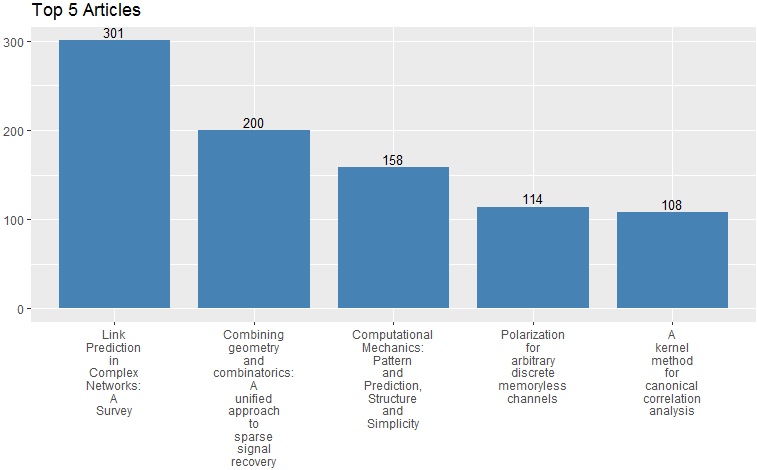 Top 5 Articles
300
200
100
0
301
200
158
114
108
Link
Prediction
in
Complex
Networks:
A
Survey
Combining
geometry
and
combinatorics:
A
unified
approach
to
sparse
signal
recovery
Computational
Mechanics:
Pattern
and
Prediction,
Structure
and
Simplicity
Polarization
for
arbitrary
discrete
memoryless
channels
A
kernel
method
for
canonical
correlation
analysis